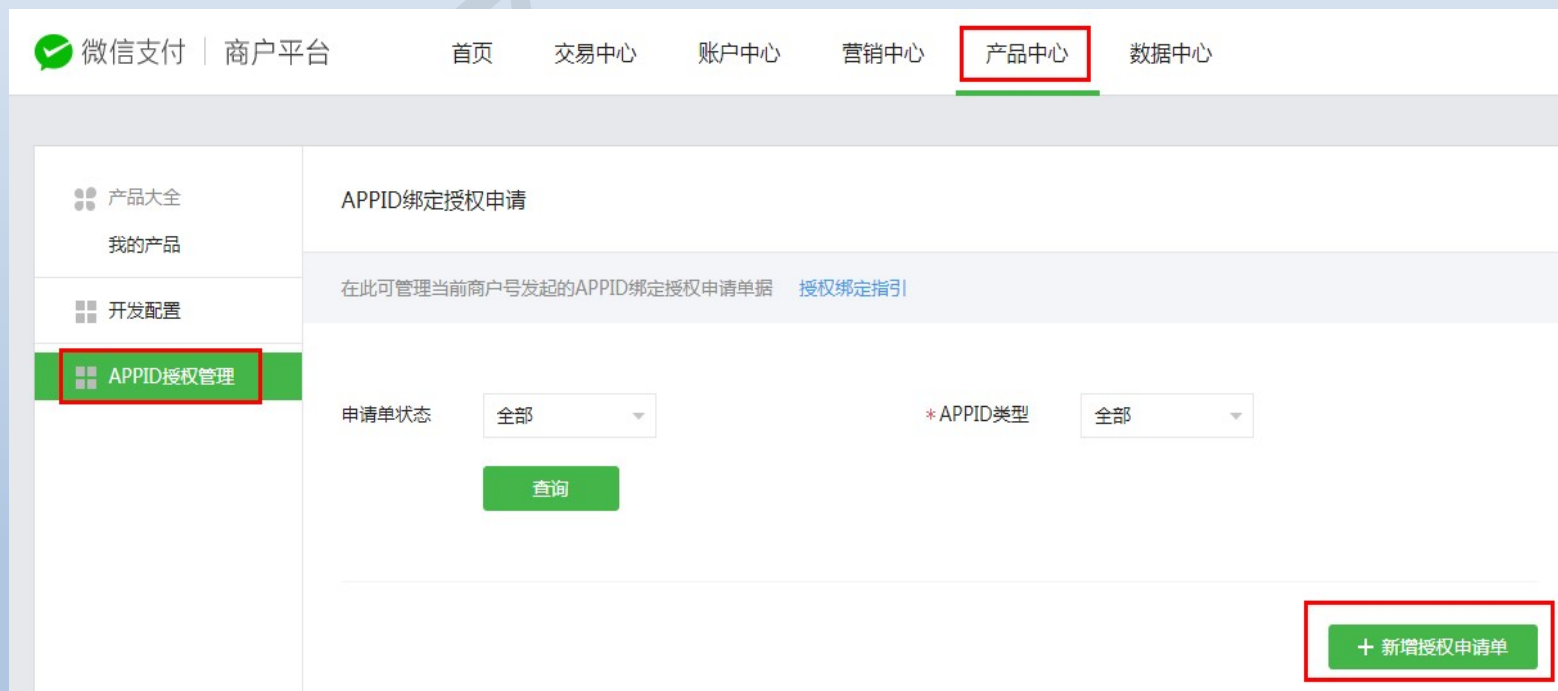 微信支付 商户平台 首页 交易中心 账户中心 营销中心 产品中心 数据中心
产品大全
我的产品
开发配置
APPID授权管理
APPID绑定授权申请
在此可管理当前商户号发起的APPID绑定授权申请单据 授权绑定指引
申请单状态 全部 *APPID类型 全部
查询
+ 新增授权申请单